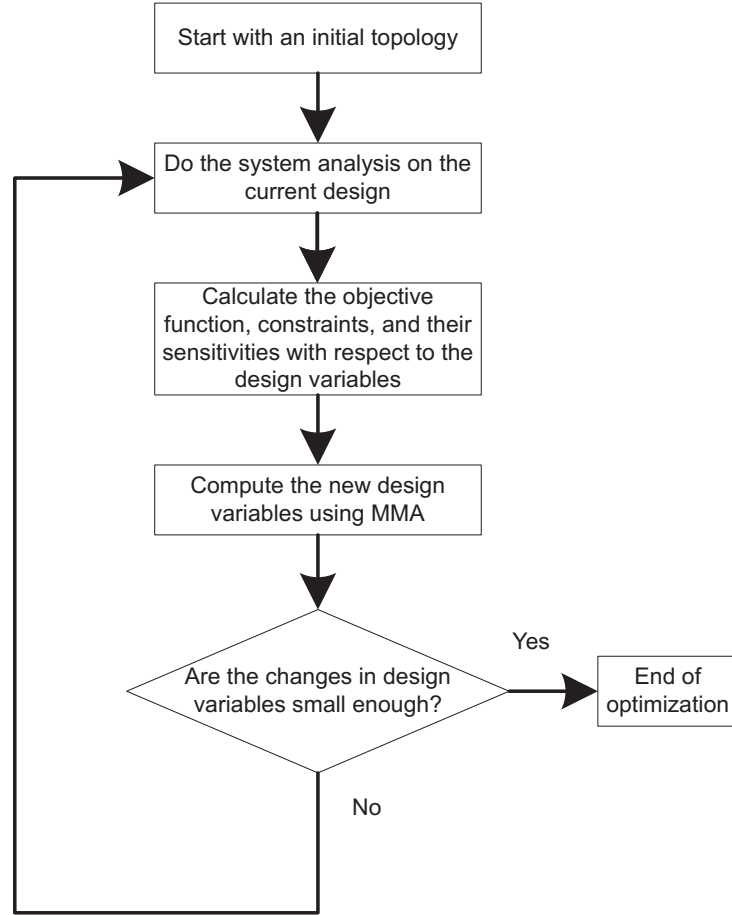 Start with an initial topology
Do the system analysis on the
current design
Calculate the objective
function, constraints, and their
sensitivities with respect to the
design variables
Compute the new design
variables using MMA
Are the changes in design
variables small enough?
Yes
End of
optimization
No